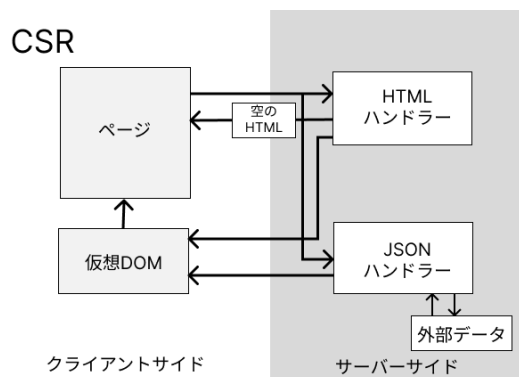 CSR
ページ
空の
HTML
HTML
ハンドラー
仮想DOM
JSON
ハンドラー
外部データ
クライアントサイド
サーバーサイド